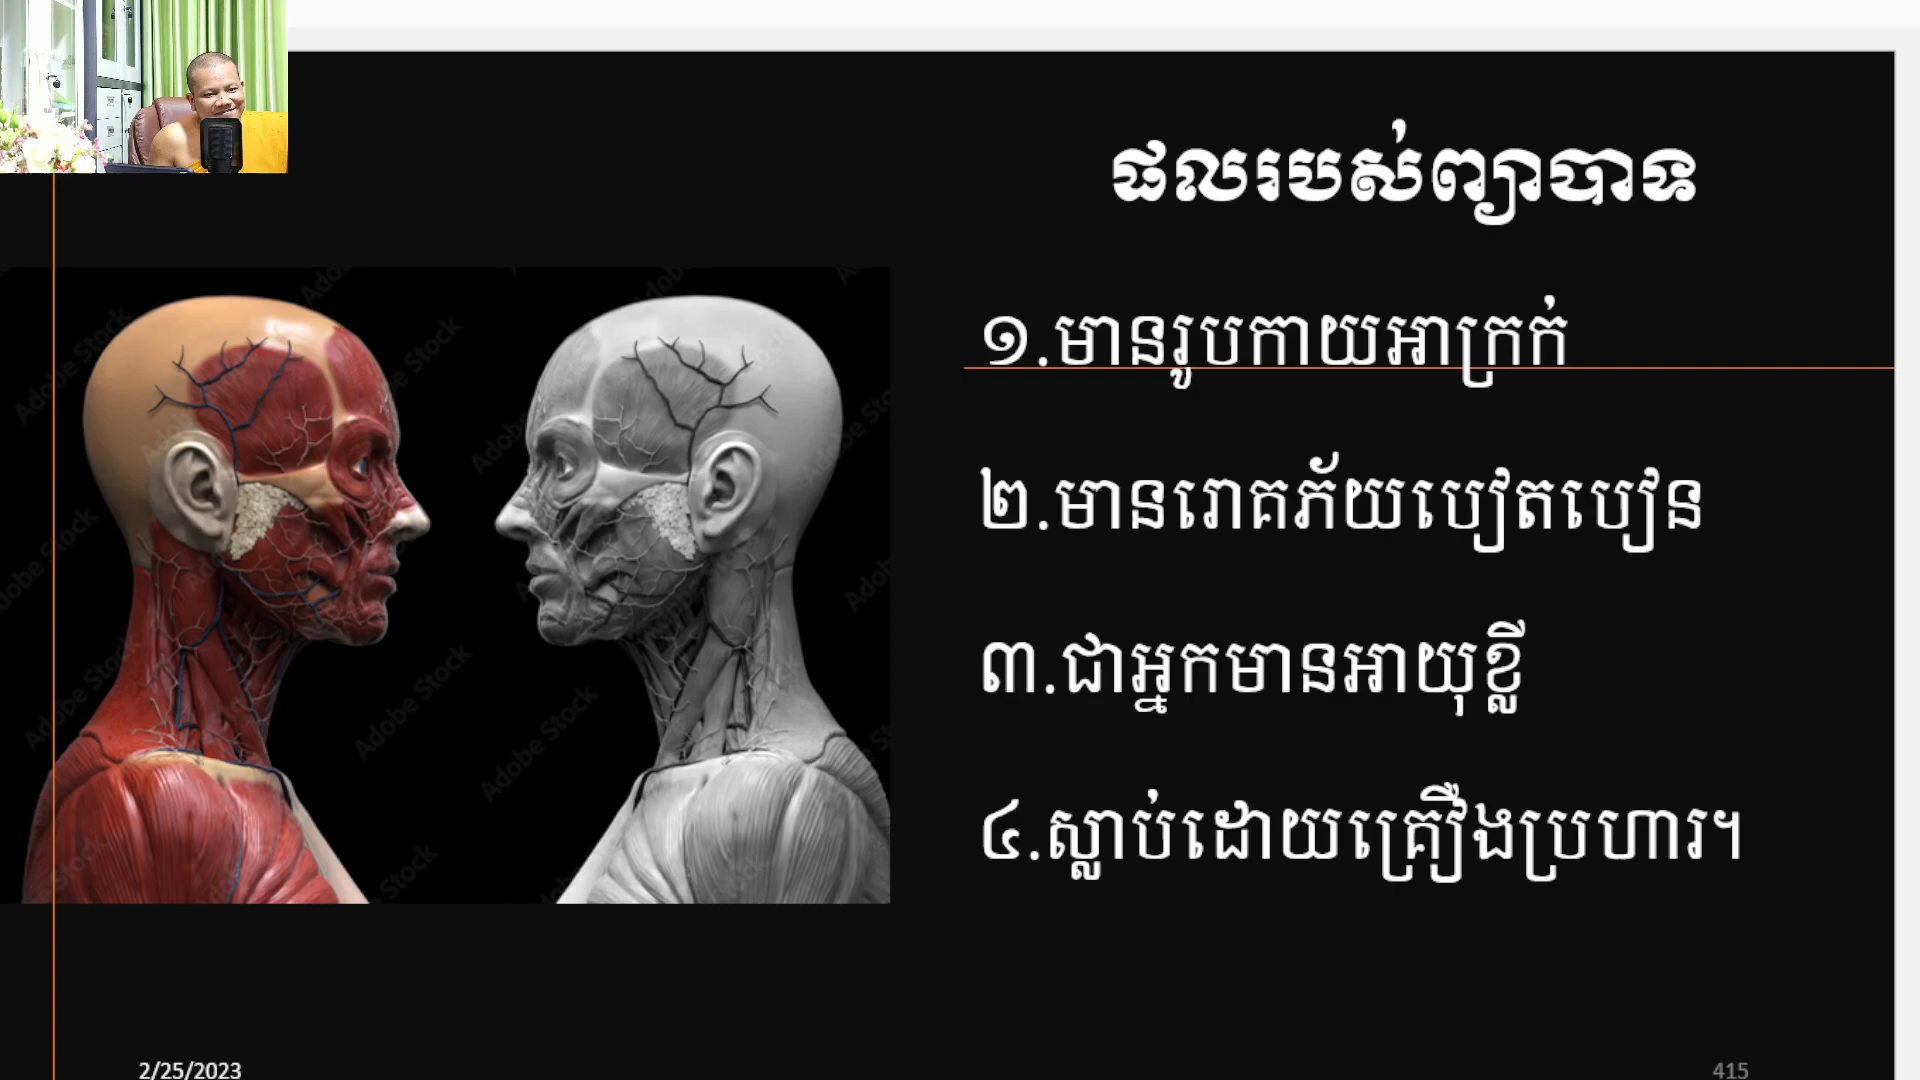 ផលរបស់ព្យាបាទ
១.មានរូបកាយអាក្រក់
២.មានរោគភ័យបៀតបៀន
៣.ជាអ្នកមានអាយុខ្លី
៤.ស្លាប់ដោយគ្រឿងប្រហារ។
Adobe Stock
2/25/2023
415